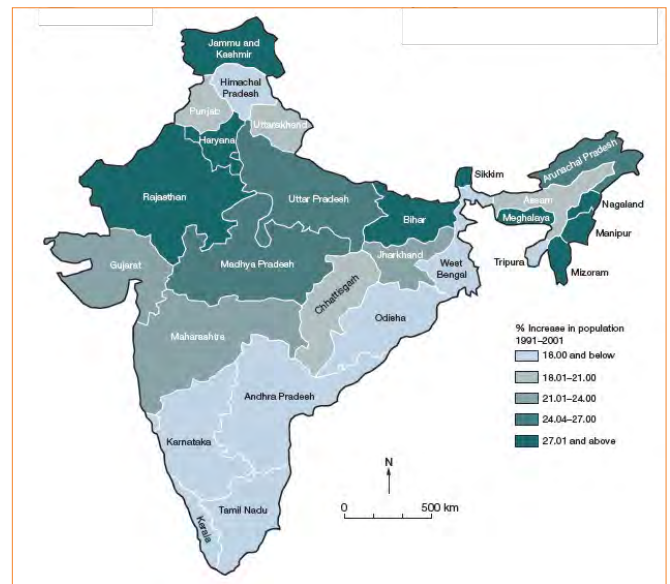 Jammu and
Kashmir
Himachal
Pradesh
Punjab
Uttarakhand
Haryana
Rajasthan
Uttar Pradesh
Bihar
Sikkim
Arunachal Pradesh
Assam
Nagaland
Meghalaya
Manipur
Tripura
Mizoram
Gujarat
Madhya Pradesh
Jharkhand
West
Bengal
Chhattisgarh
Odisha
Maharashtra
Andhra Pradesh
Karnataka
Tamil Nadu
Kerala
% Increase in population
1991–2001
18.00 and below
18.01–21.00
21.01–24.00
24.04–27.00
27.01 and above
N
0 500 km